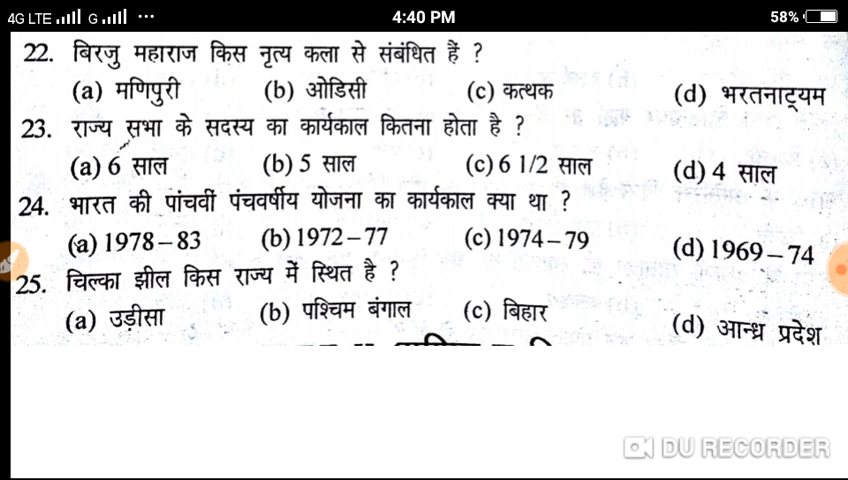 4G LTE G ... 4:40 PM 58%
22. बिरजु महाराज किस नृत्य कला से संबंधित हैं ?
(a) मणिपुरी (b) ओडिसी (c) कत्थक (d) भरतनाट्यम
23. राज्य सभा के सदस्य का कार्यकाल कितना होता है ?
(a) 6 साल (b) 5 साल (c) 6 1/2 साल (d) 4 साल
24. भारत की पांचवीं पंचवर्षीय योजना का कार्यकाल क्या था ?
(a) 1978–83 (b) 1972–77 (c) 1974–79 (d) 1969–74
25. चिल्का झील किस राज्य में स्थित है ?
(a) उड़ीसा (b) पश्चिम बंगाल (c) बिहार (d) आन्ध्र प्रदेश
DU RECORDER